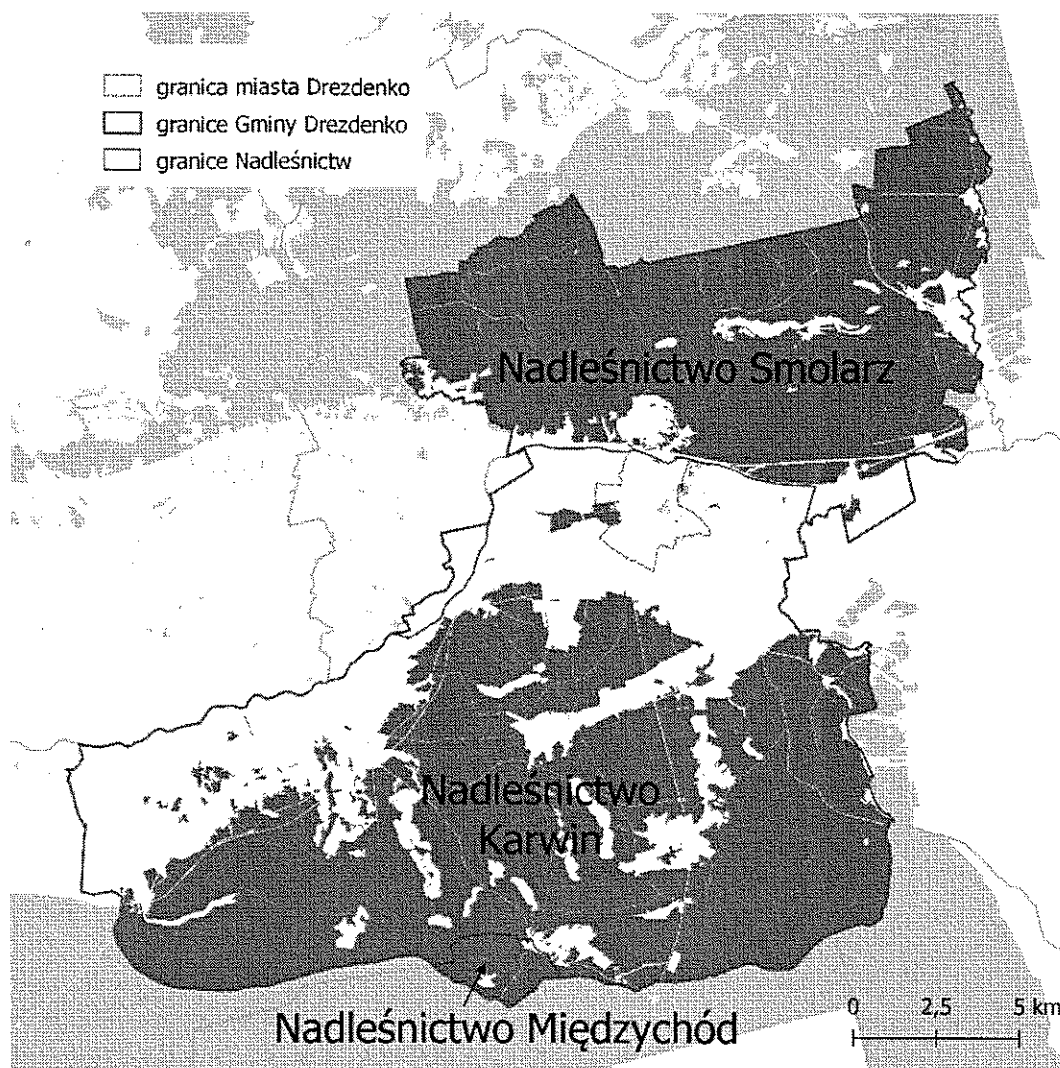 granica miasta Drezdenko
granice Gminy Drezdenko
granice Nadleśnictw
Nadleśnictwo Smolarz
Nadleśnictwo
Karwin
Nadleśnictwo Międzychód
0 2,5 5 km